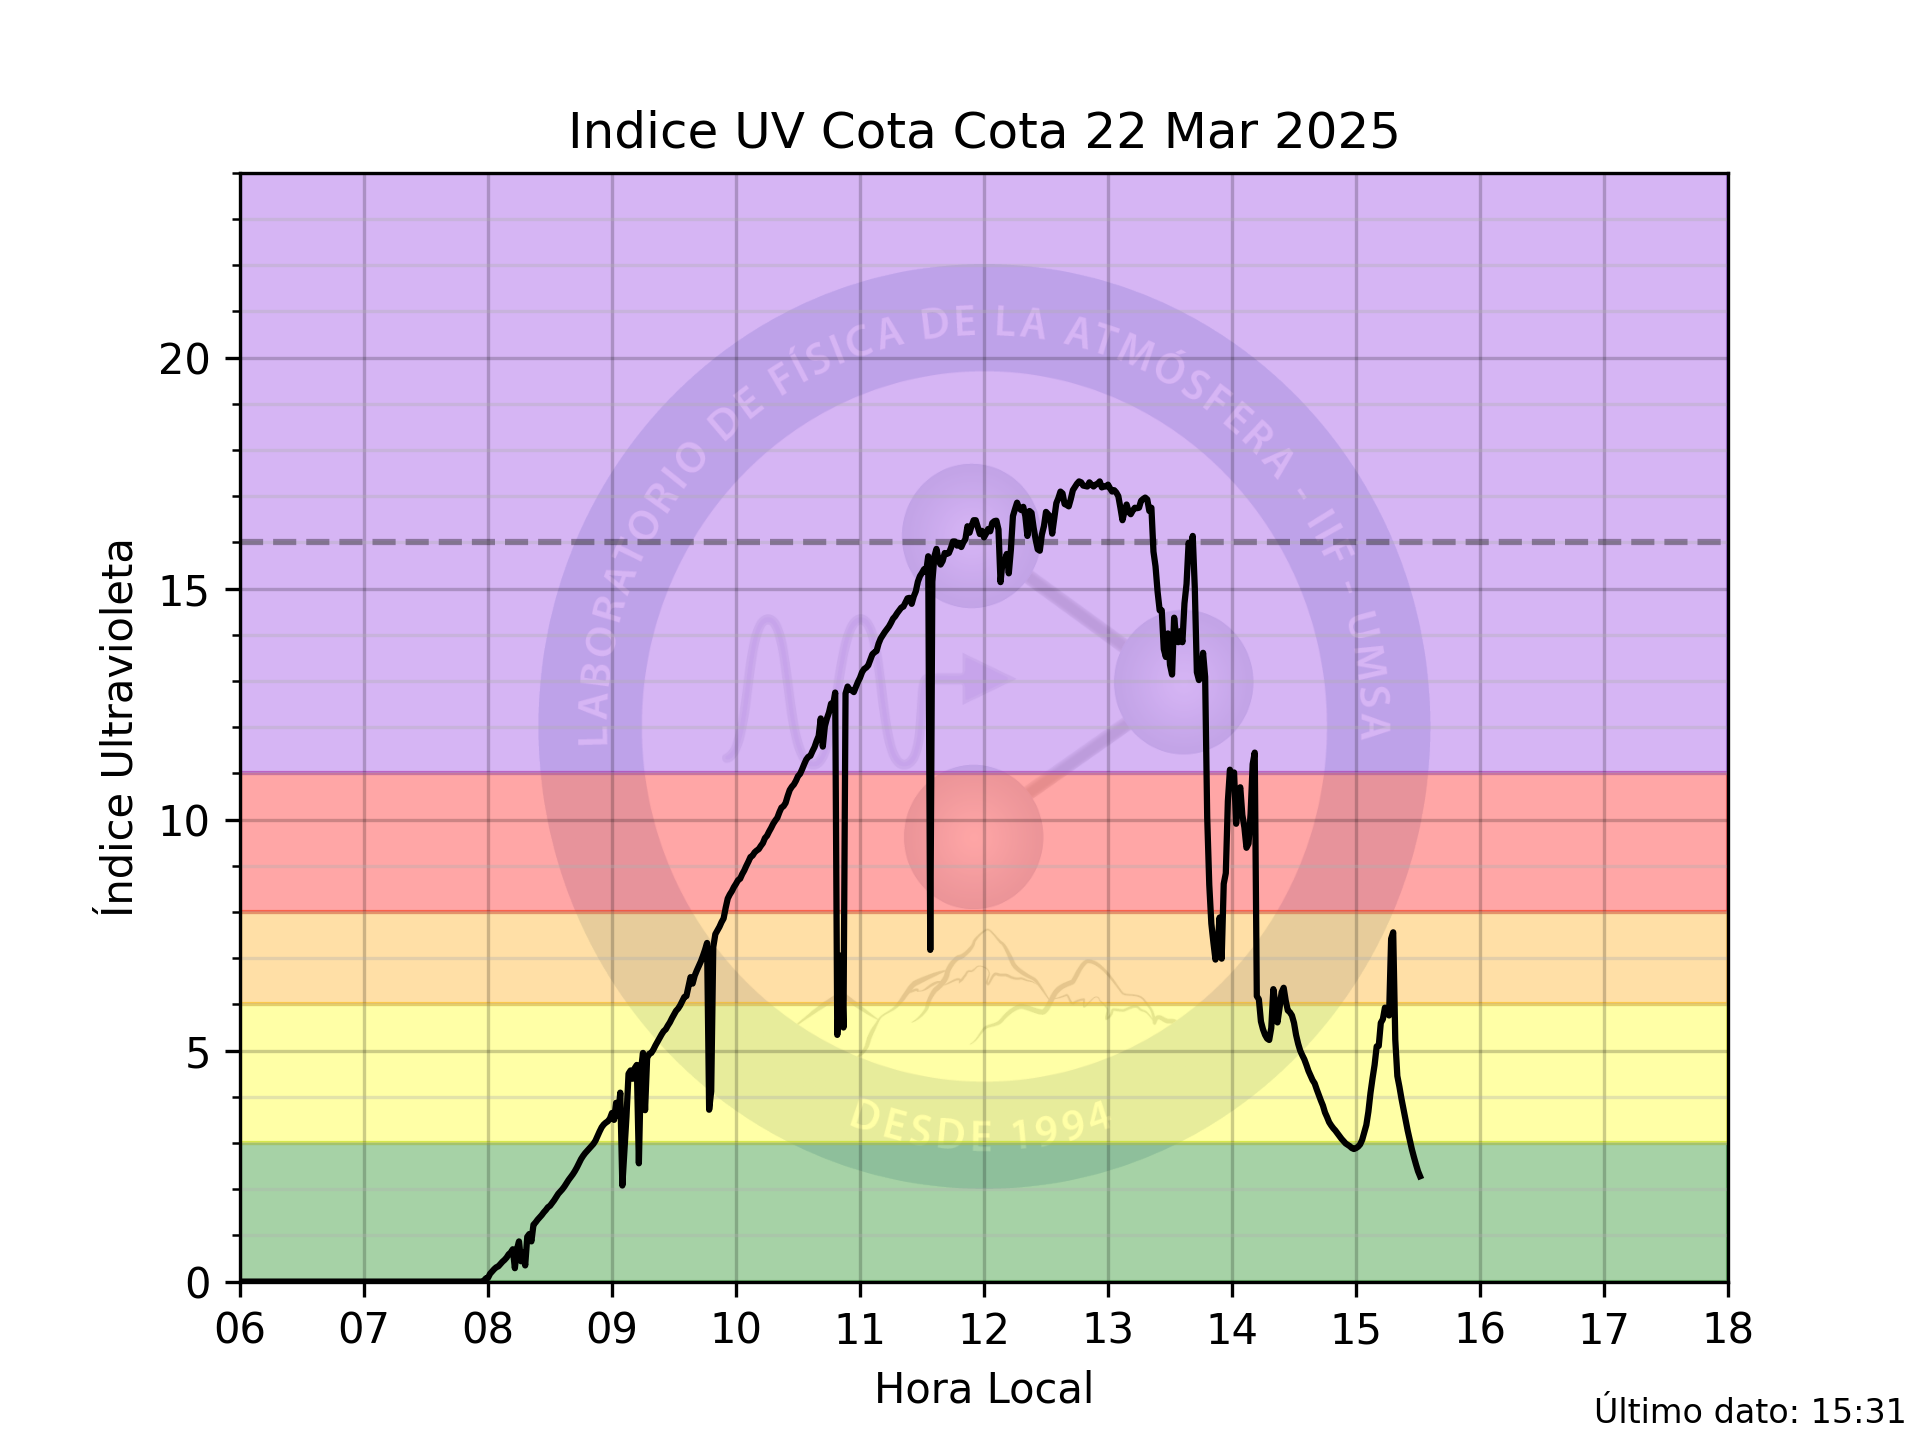 Indice UV Cota Cota 22 Mar 2025
LABORATORIO DE FÍSICA DE LA ATMÓSFERA - IIF - UMSA
DESDE 1994
Índice Ultravioleta
20
15
10
5
0
06 07 08 09 10 11 12 13 14 15 16 17 18
Hora Local
Último dato: 15:31